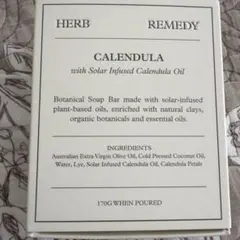 HERB REMEDY
CALENDULA
with Solar Infused Calendula Oil
Botanical Soap Bar made with solar-infused
plant-based oils, enriched with natural clays,
organic botanicals and essential oils.
INGREDIENTS
Australian Extra Virgin Olive Oil, Cold Pressed Coconut Oil,
Water, Lye, Solar Infused Calendula Oil, Calendula Petals
170G WHEN POURED